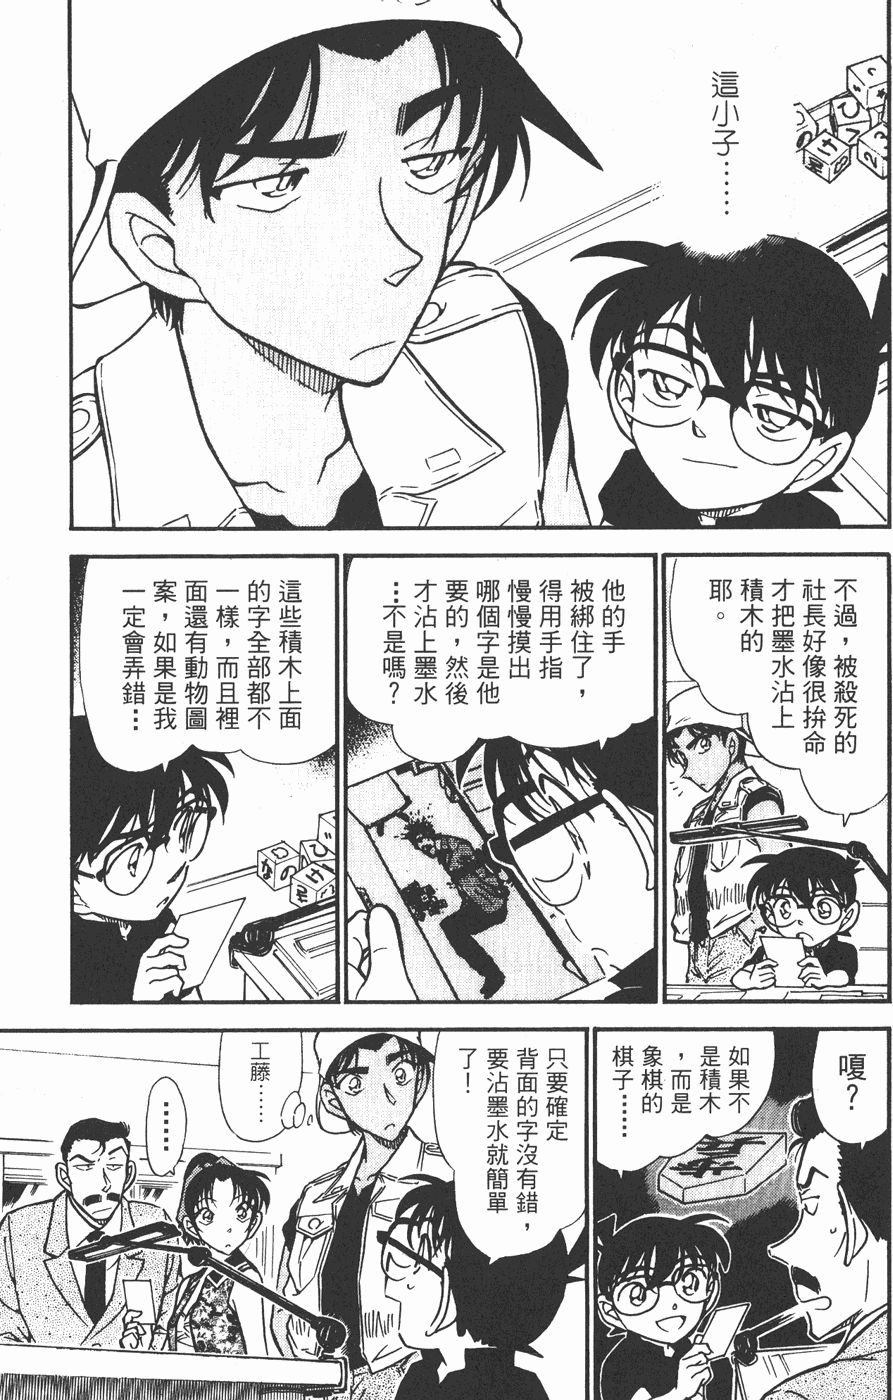 這小子……
不過，被殺死的
社長好像很拚命
才把墨水沾上
積木的
耶。
他的手
被綁住了，
得用手指
慢慢摸出
哪個字是他
要的，然後
才沾上墨水
…不是嗎？
這些積木上面
的字全部都不
一樣，而且裡
面還有動物圖
案，如果是我
一定會弄錯…
嗄？
如果不
是積木
，而是
象棋的
棋子……
只要確定
背面的字沒有錯，
要沾墨水就簡單
了！
工藤……
……